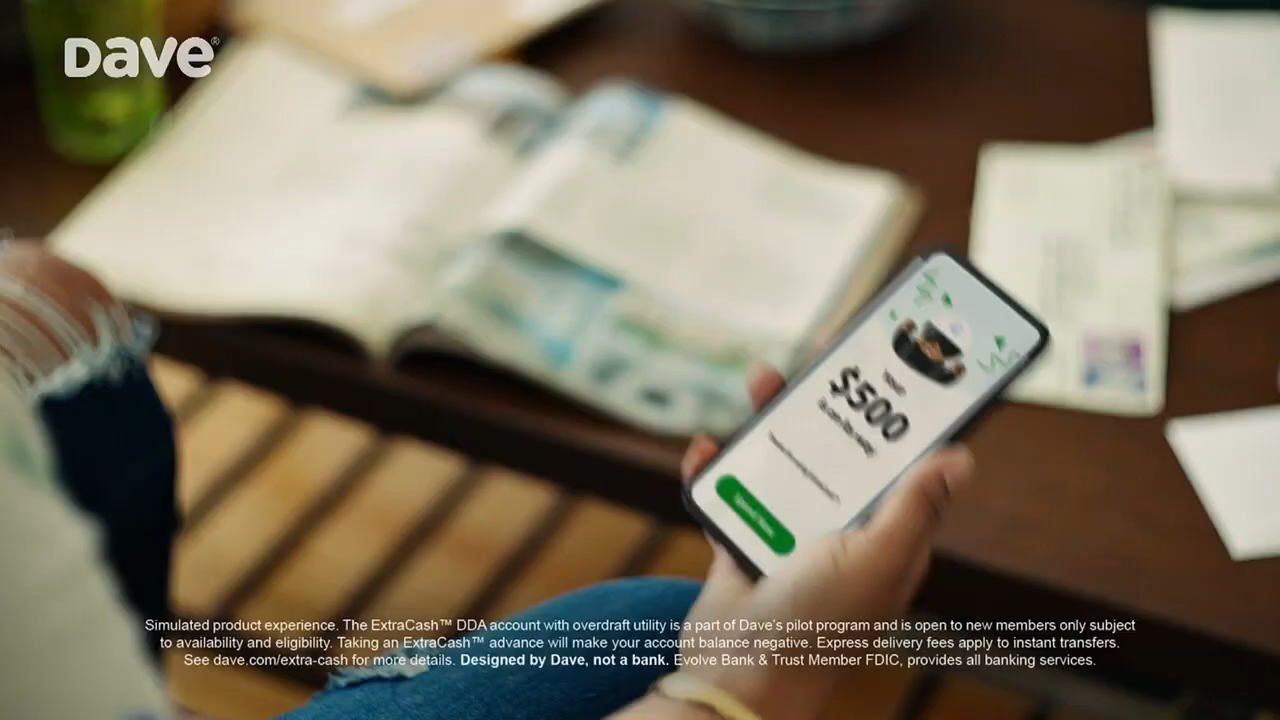 Dave®
$500
Simulated product experience. The ExtraCash™ DDA account with overdraft utility is a part of Dave's pilot program and is open to new members only subject
to availability and eligibility. Taking an ExtraCash™ advance will make your account balance negative. Express delivery fees apply to instant transfers.
See dave.com/extra-cash for more details. Designed by Dave, not a bank. Evolve Bank & Trust Member FDIC, provides all banking services.